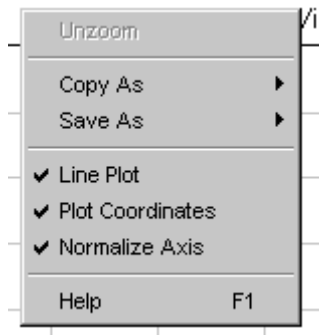 Unzoom
Copy As
Save As
Line Plot
Plot Coordinates
Normalize Axis
Help F1